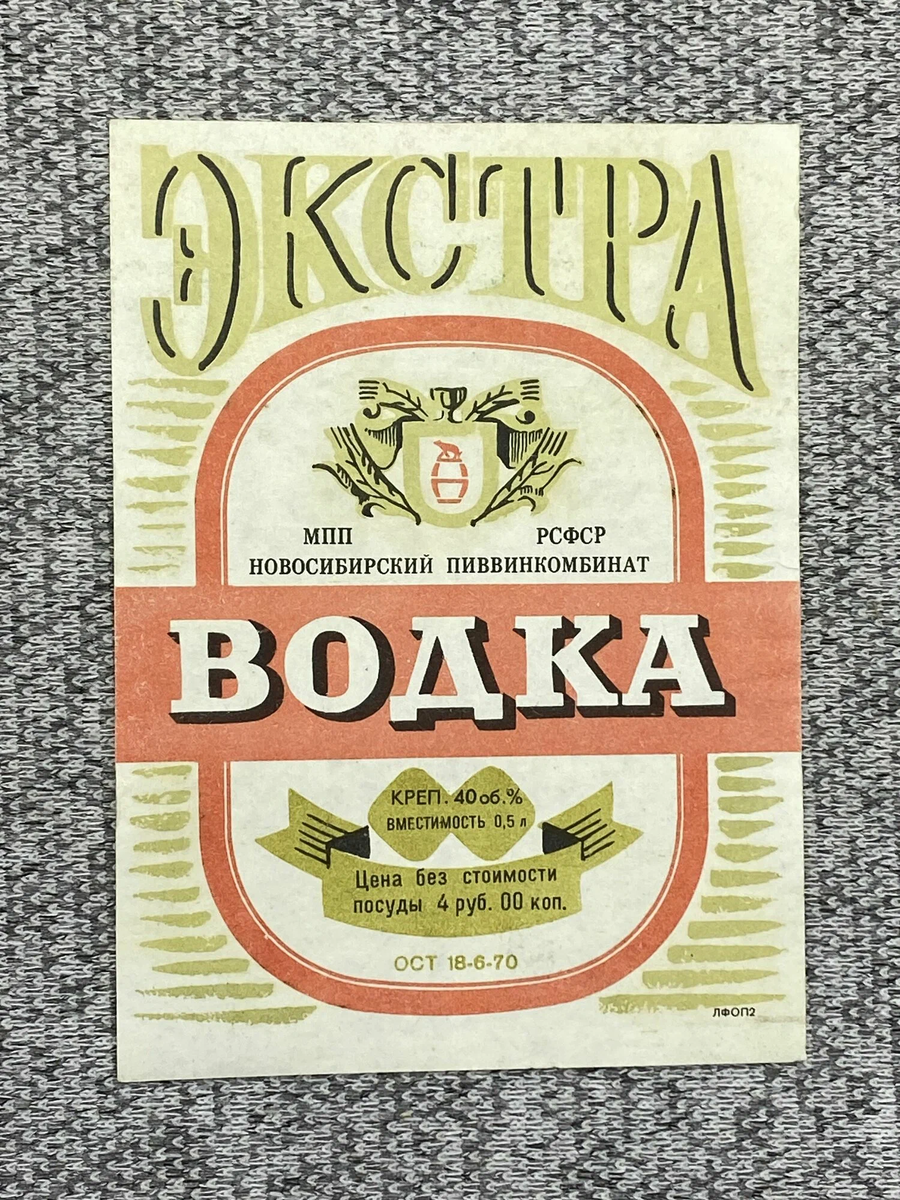 ЭКСТРА
МПП РСФСР
НОВОСИБИРСКИЙ ПИВВИНКОМБИНАТ
ВОДКА
КРЕП. 40 об.%
ВМЕСТИМОСТЬ 0,5 л
Цена без стоимости
посуды 4 руб. 00 коп.
ОСТ 18-6-70
ЛФОП2